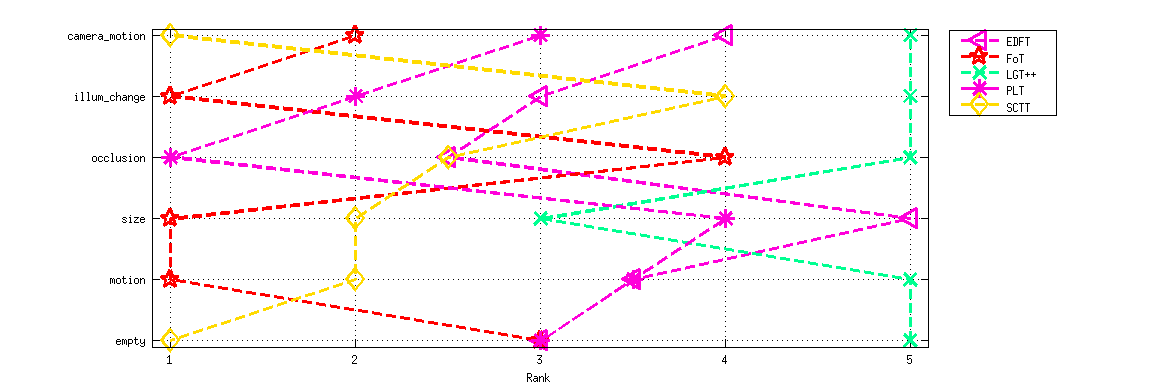 camera_motion
illum_change
occlusion
size
motion
empty
1 2 3 4 5
Rank
EDFT
FoT
LGT++
PLT
SCTT